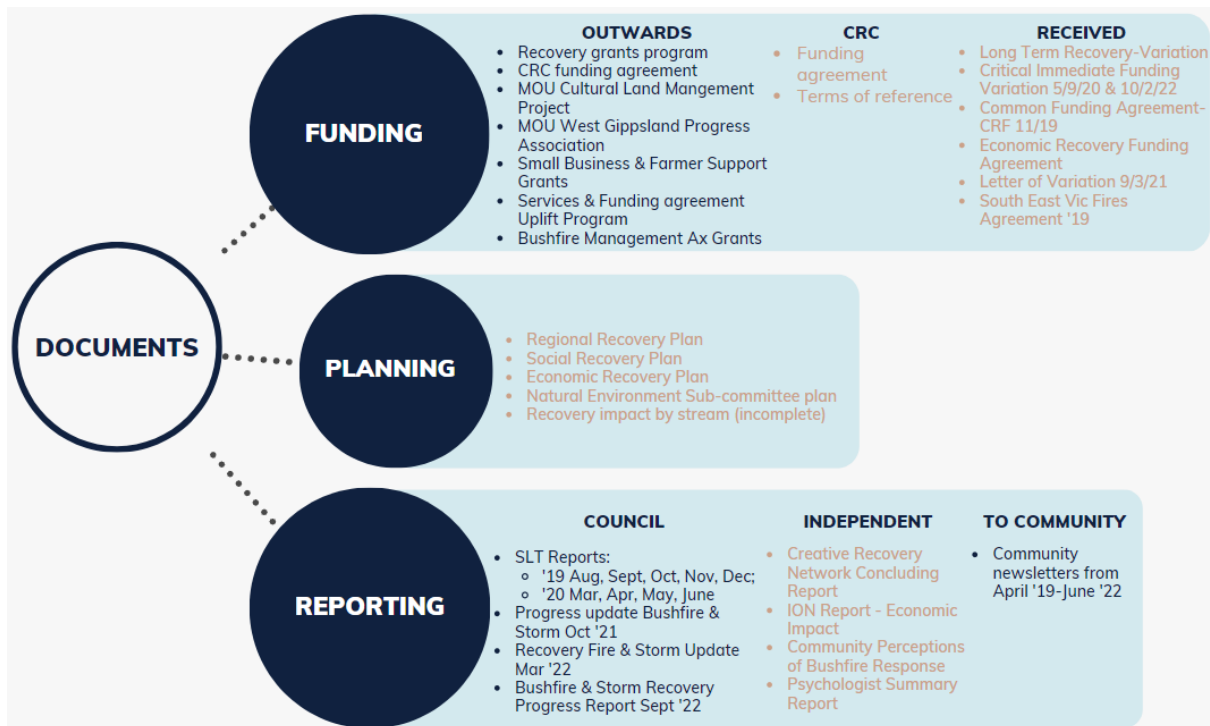 DOCUMENTS
FUNDING
OUTWARDS
• Recovery grants program
• CRC funding agreement
• MOU Cultural Land Mangement
Project
• MOU West Gippsland Progress
Association
• Small Business & Farmer Support
Grants
• Services & Funding agreement
Uplift Program
• Bushfire Management Ax Grants
CRC
• Funding
agreement
• Terms of reference
RECEIVED
• Long Term Recovery-Variation
• Critical Immediate Funding
Variation 5/9/20 & 10/2/22
• Common Funding Agreement-
CRF 11/19
• Economic Recovery Funding
Agreement
• Letter of Variation 9/3/21
• South East Vic Fires
Agreement '19
PLANNING
• Regional Recovery Plan
• Social Recovery Plan
• Economic Recovery Plan
• Natural Environment Sub-committee plan
• Recovery impact by stream (incomplete)
REPORTING
COUNCIL
• SLT Reports:
◦ '19 Aug, Sept, Oct, Nov, Dec;
◦ '20 Mar, Apr, May, June
• Progress update Bushfire &
Storm Oct '21
• Recovery Fire & Storm Update
Mar '22
• Bushfire & Storm Recovery
Progress Report Sept '22
INDEPENDENT
• Creative Recovery
Network Concluding
Report
• ION Report - Economic
Impact
• Community Perceptions
of Bushfire Response
• Psychologist Summary
Report
TO COMMUNITY
• Community
newsletters from
April '19-June '22